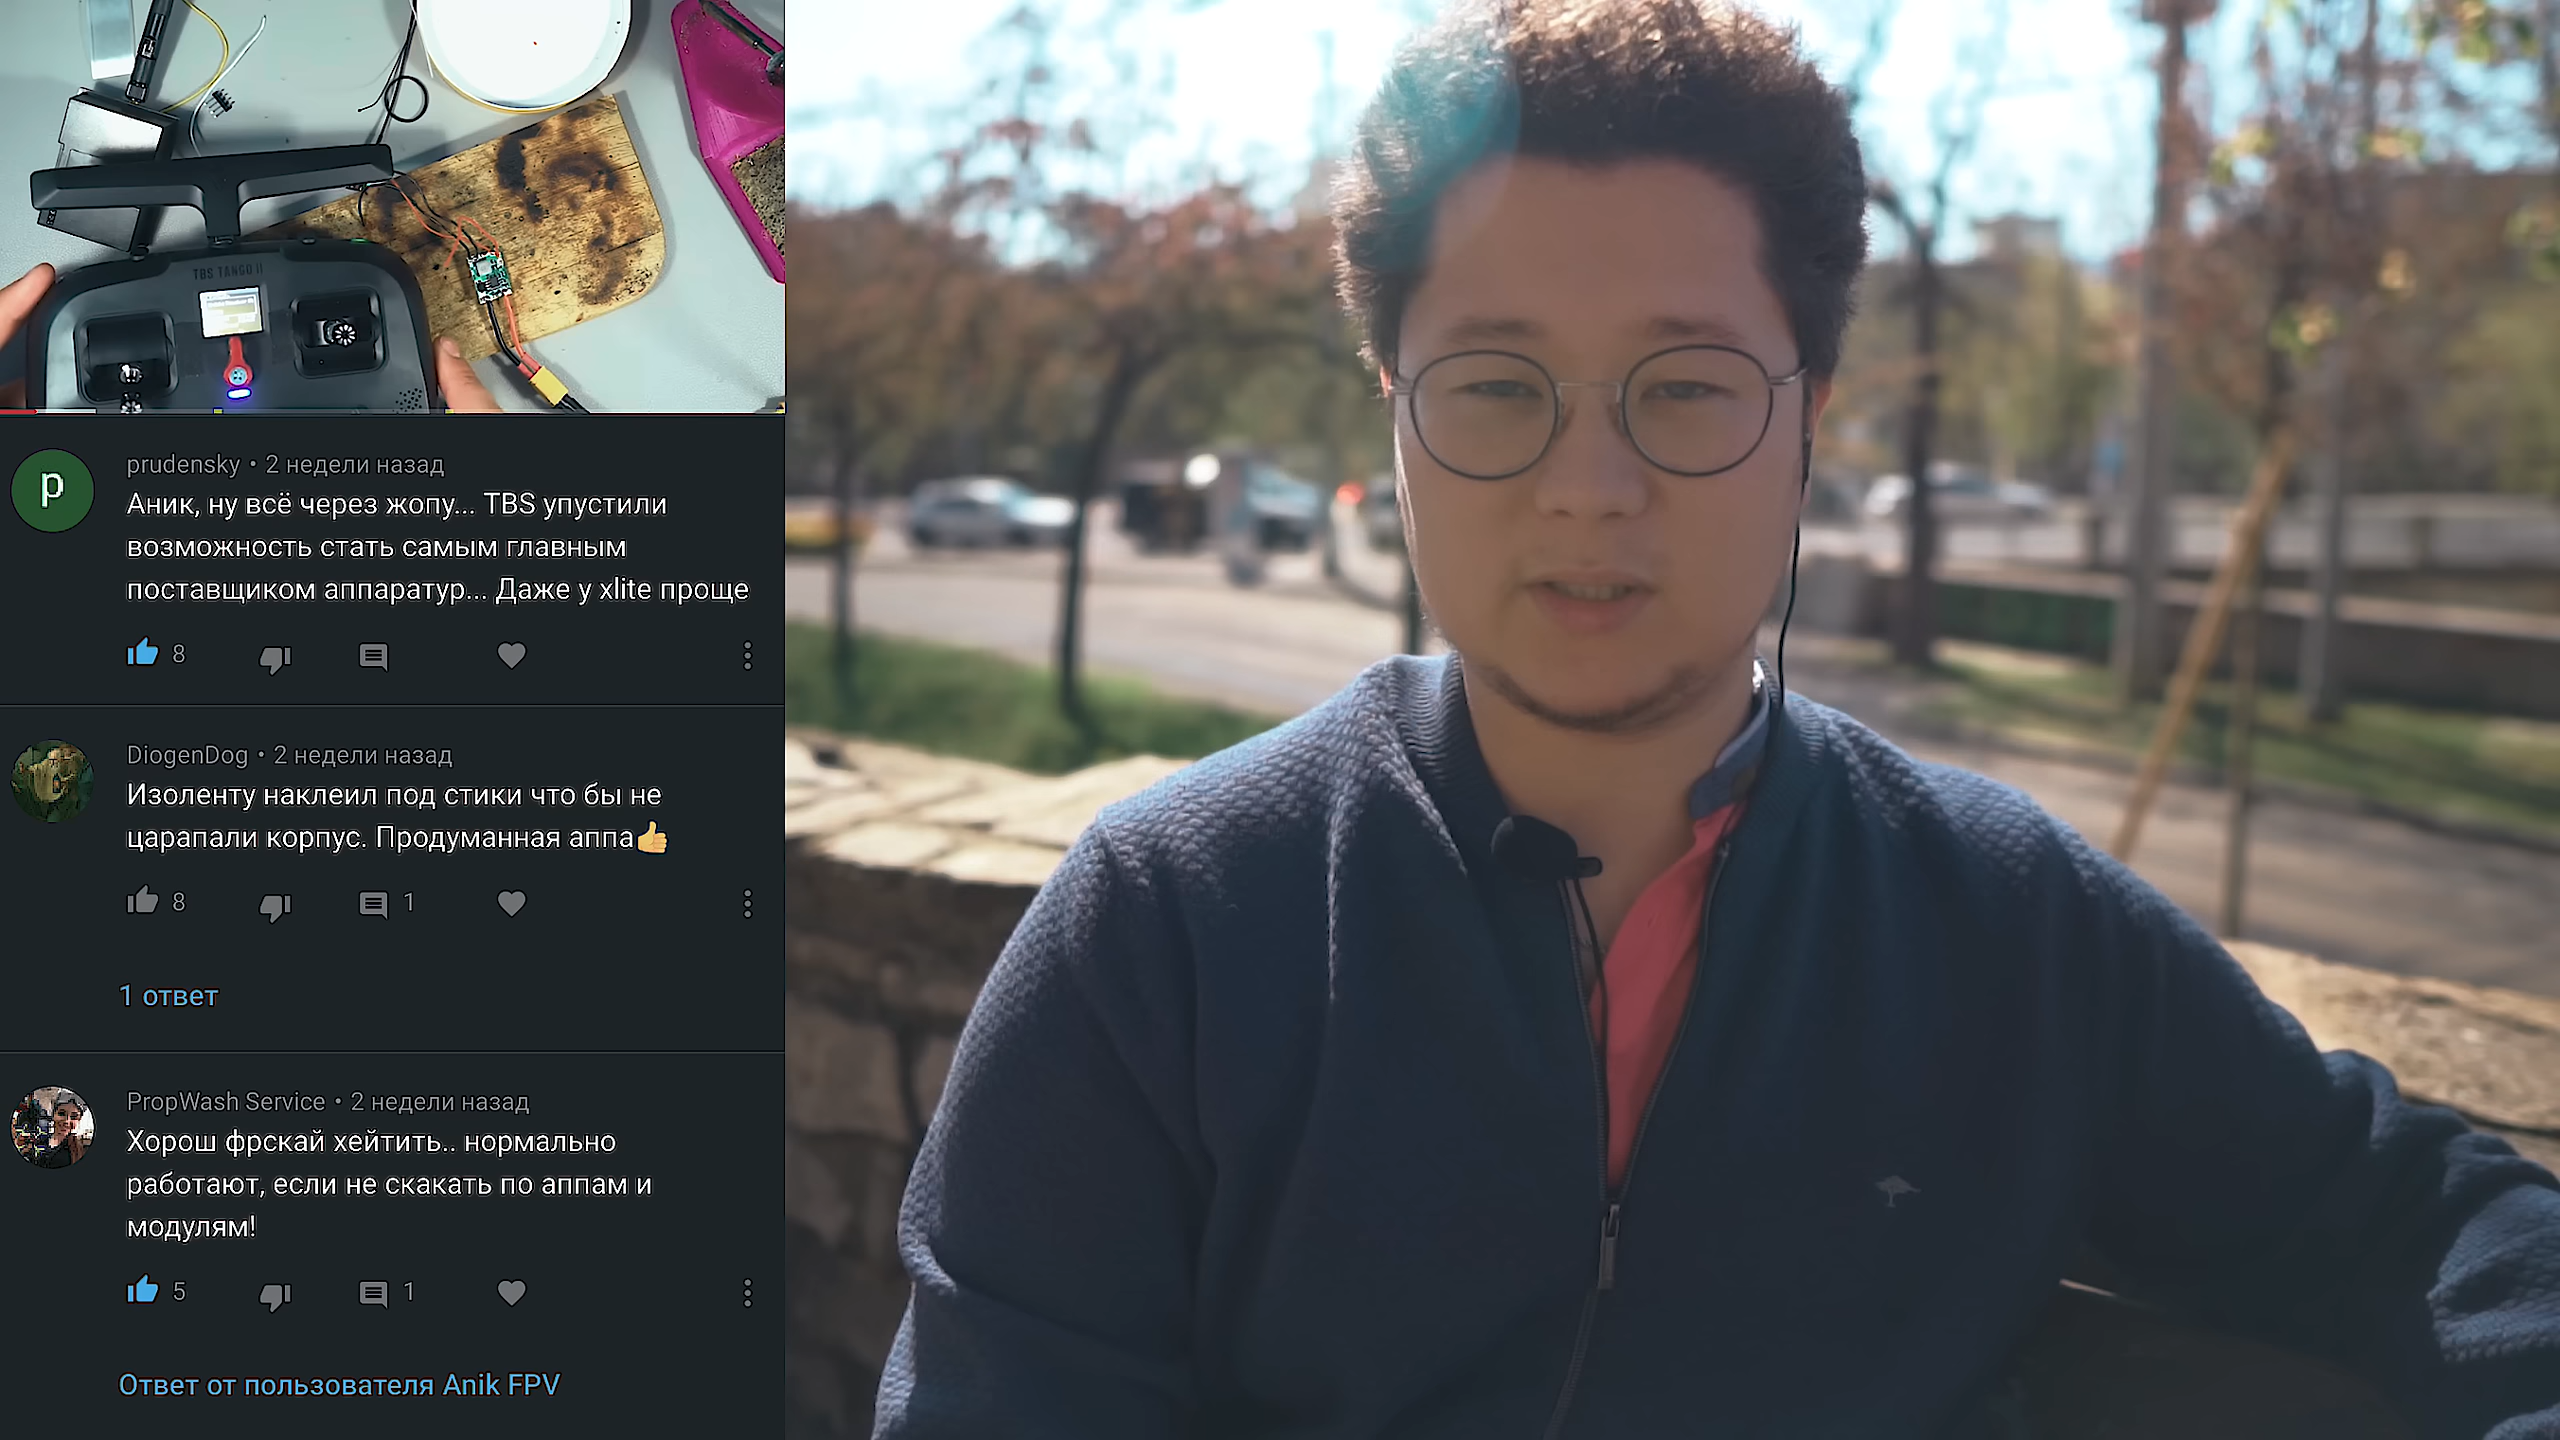 TBS TANGO II
prudensky • 2 недели назад
Аник, ну всё через жопу... TBS упустили
возможность стать самым главным
поставщиком аппаратур... Даже у xlite проще
8
DiogenDog • 2 недели назад
Изоленту наклеил под стики что бы не
царапали корпус. Продуманная аппа👍
8 1
1 ответ
PropWash Service • 2 недели назад
Хорош фрскай хейтить.. нормально
работают, если не скакать по аппам и
модулям!
5 1
Ответ от пользователя Anik FPV